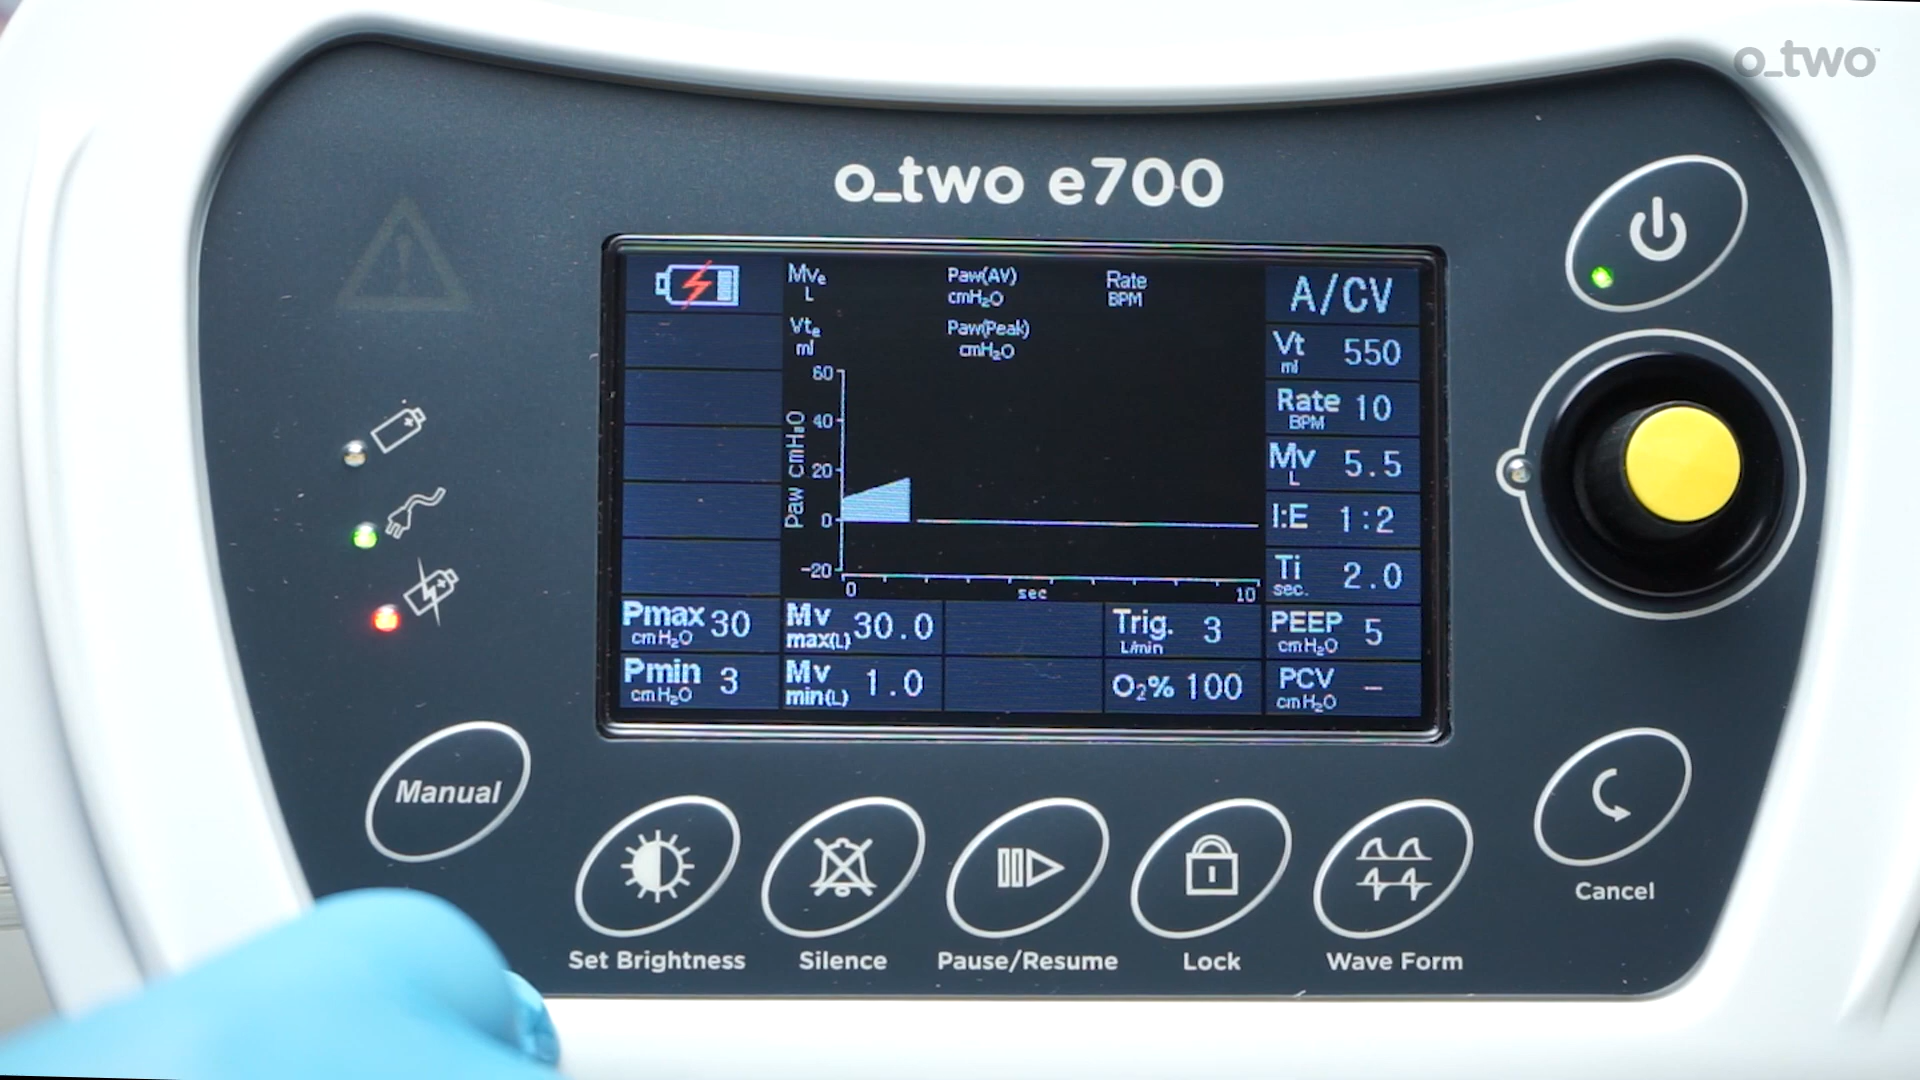 o_two™
o_two e700
Mve
L
Paw(AV)
cmH₂O
Rate
BPM
A/CV
Vte
ml
Paw(Peak)
cmH₂O
Vt
ml
550
Rate
BPM
10
Mv
L
5.5
I:E 1:2
Ti
sec.
2.0
Paw cmH₂O
60
40
20
0
-20
0
sec
10
Pmax
cmH₂O
30
Mv
max(L)
30.0
Trig.
L/min
3
PEEP
cmH₂O
5
Pmin
cmH₂O
3
Mv
min(L)
1.0
O₂% 100
PCV
cmH₂O
-
Manual
Set Brightness
Silence
Pause/Resume
Lock
Wave Form
Cancel